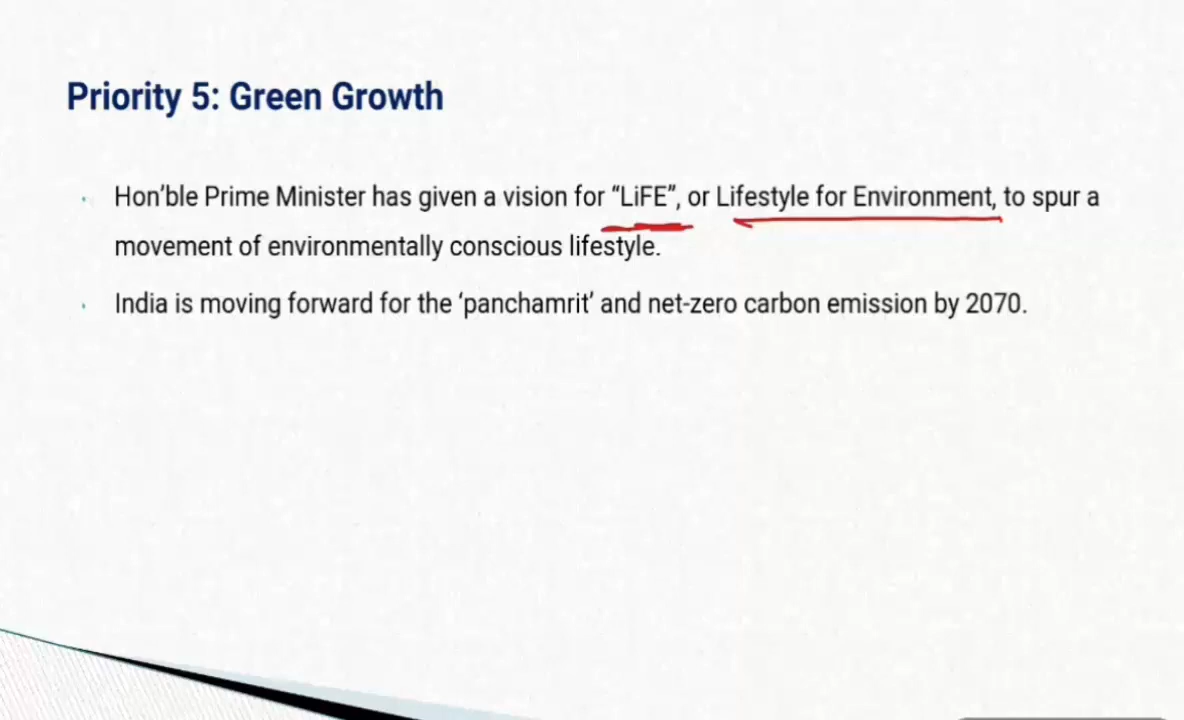 Priority 5: Green Growth
Hon’ble Prime Minister has given a vision for “LiFE”, or Lifestyle for Environment, to spur a
movement of environmentally conscious lifestyle.
India is moving forward for the ‘panchamrit’ and net-zero carbon emission by 2070.